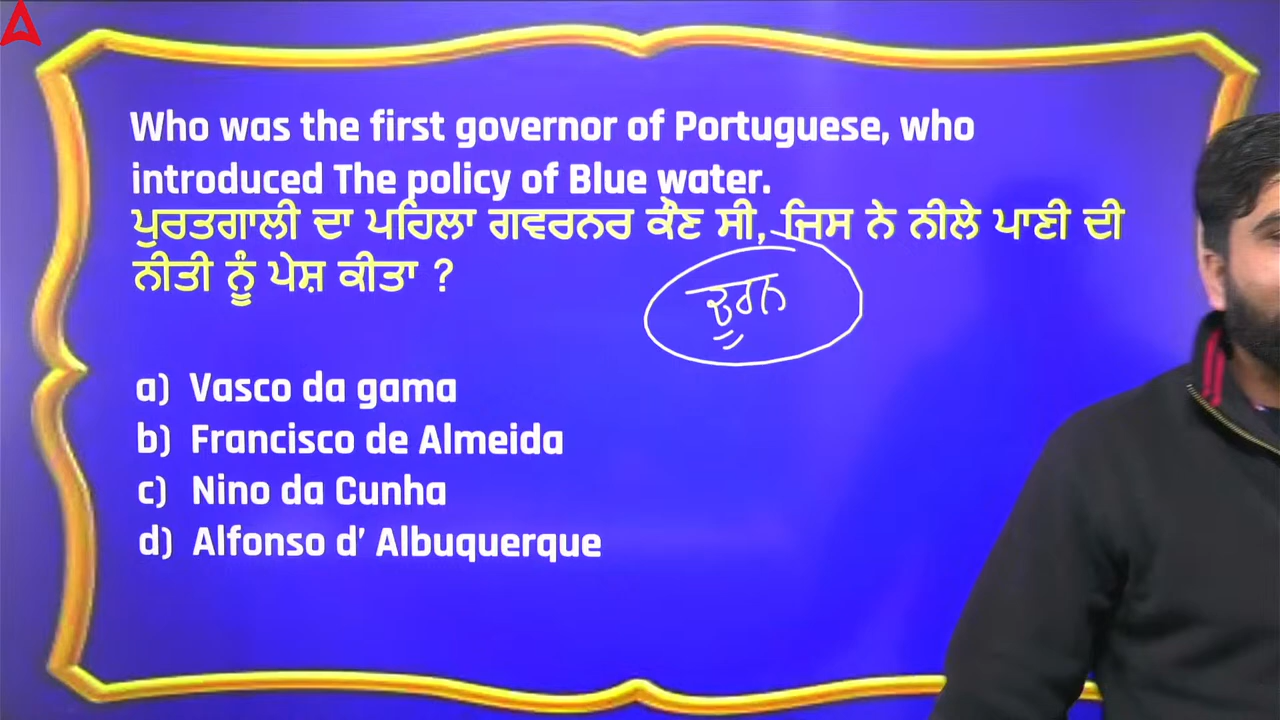 Who was the first governor of Portuguese, who
introduced The policy of Blue water.
ਪੁਰਤਗਾਲੀ ਦਾ ਪਹਿਲਾ ਗਵਰਨਰ ਕੌਣ ਸੀ, ਜਿਸ ਨੇ ਨੀਲੇ ਪਾਣੀ ਦੀ
ਨੀਤੀ ਨੂੰ ਪੇਸ਼ ਕੀਤਾ ?
a) Vasco da gama
b) Francisco de Almeida
c) Nino da Cunha
d) Alfonso d' Albuquerque